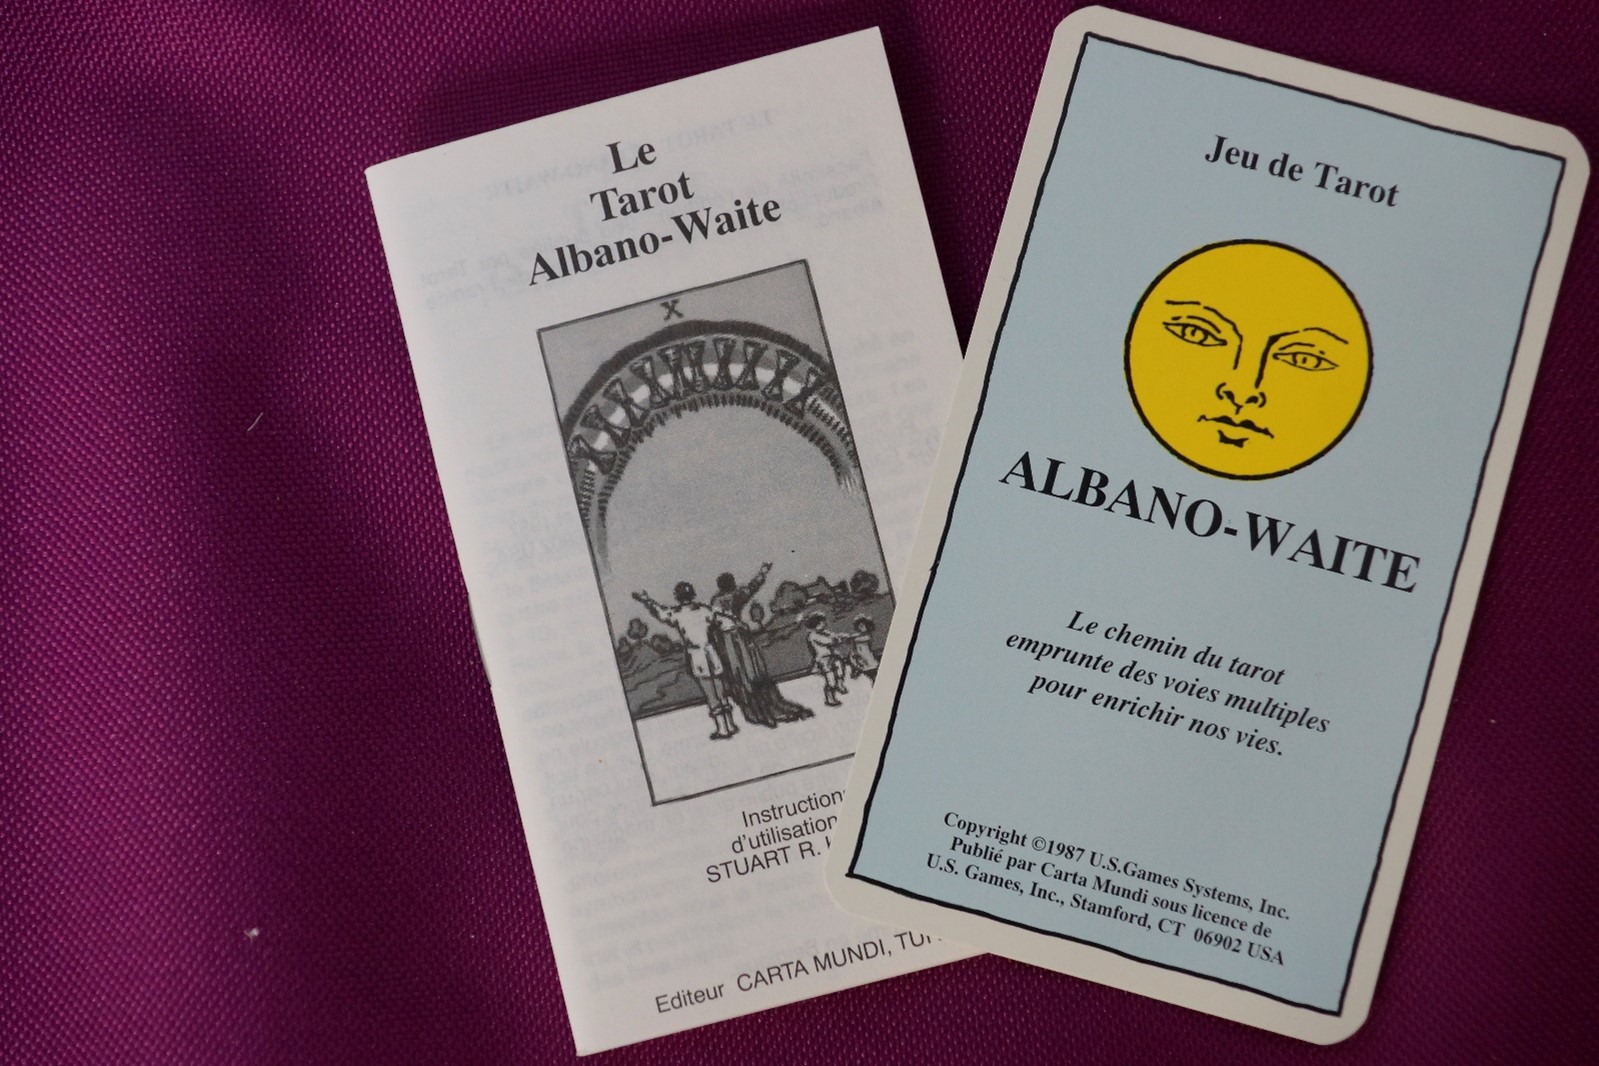 Le
Tarot
Albano-Waite
X
Instruction
d'utilisation
STUART R.
Editeur CARTA MUNDI,
Jeu de Tarot
ALBANO-WAITE
Le chemin du tarot
emprunte des voies multiples
pour enrichir nos vies.
Copyright ©1987 U.S.Games Systems, Inc.
Publié par Carta Mundi sous licence de
U.S. Games, Inc., Stamford, CT 06902 USA